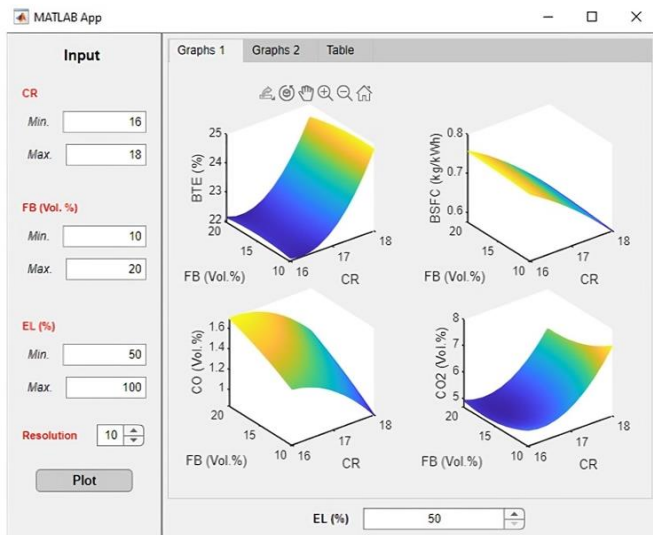 MATLAB App
Input
CR
Min. 16
Max. 18
FB (Vol. %)
Min. 10
Max. 20
EL (%)
Min. 50
Max. 100
Resolution 10
Plot
Graphs 1 Graphs 2 Table
BTE (%)
25
24
23
22
20
15
10
16
17
18
FB (Vol.%)
CR
BSFC (kg/kWh)
0.8
0.7
0.6
20
15
10
16
17
18
FB (Vol.%)
CR
CO (Vol.%)
1.6
1.4
1.2
1
20
15
10
16
17
18
FB (Vol.%)
CR
CO2 (Vol.%)
8
7
6
5
20
15
10
16
17
18
FB (Vol.%)
CR
EL (%) 50